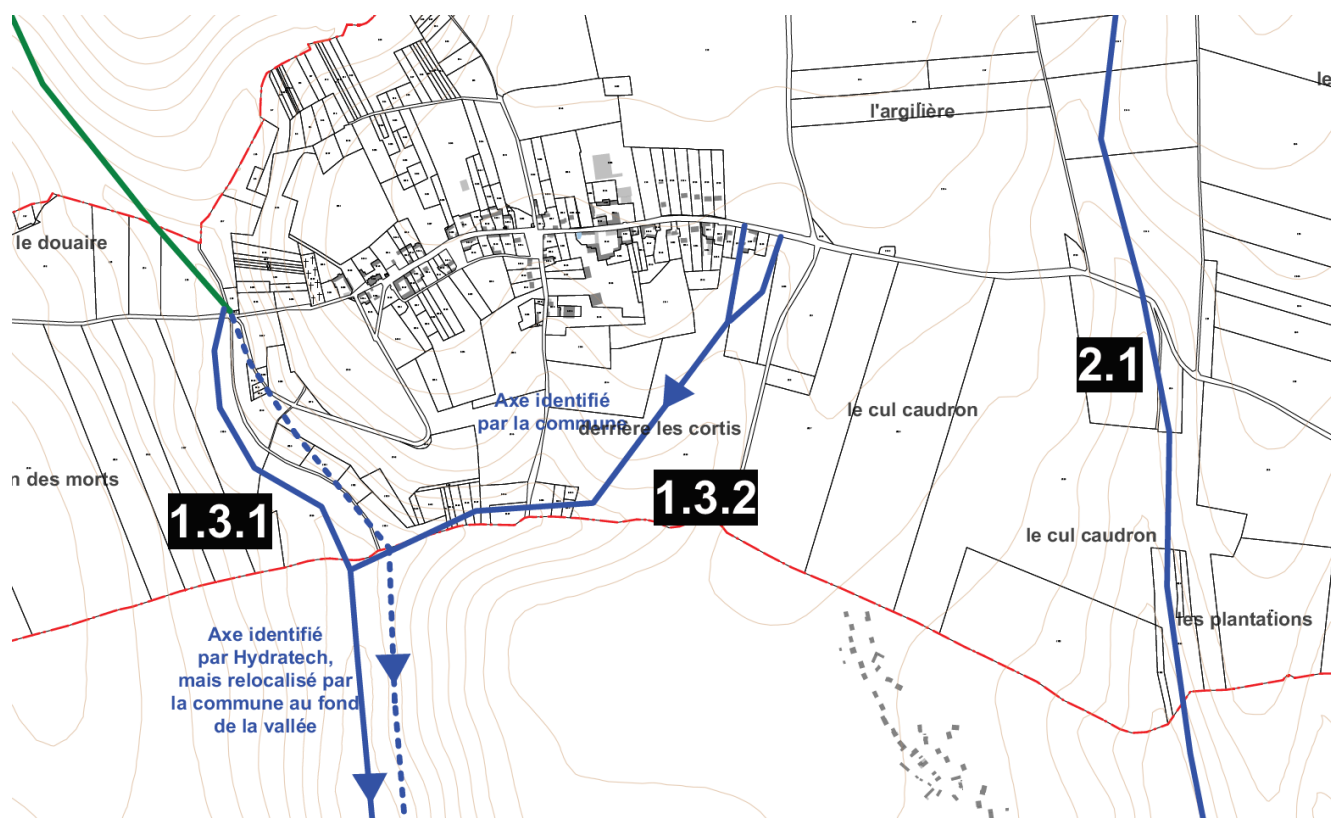 le
l'argilière
le douaire
2.1
Axe identifié
par la commune
derrière les cortis
le cul caudron
n des morts
1.3.1
1.3.2
le cul caudron
les plantations
Axe identifié
par Hydratech,
mais relocalisé par
la commune au fond
de la vallée